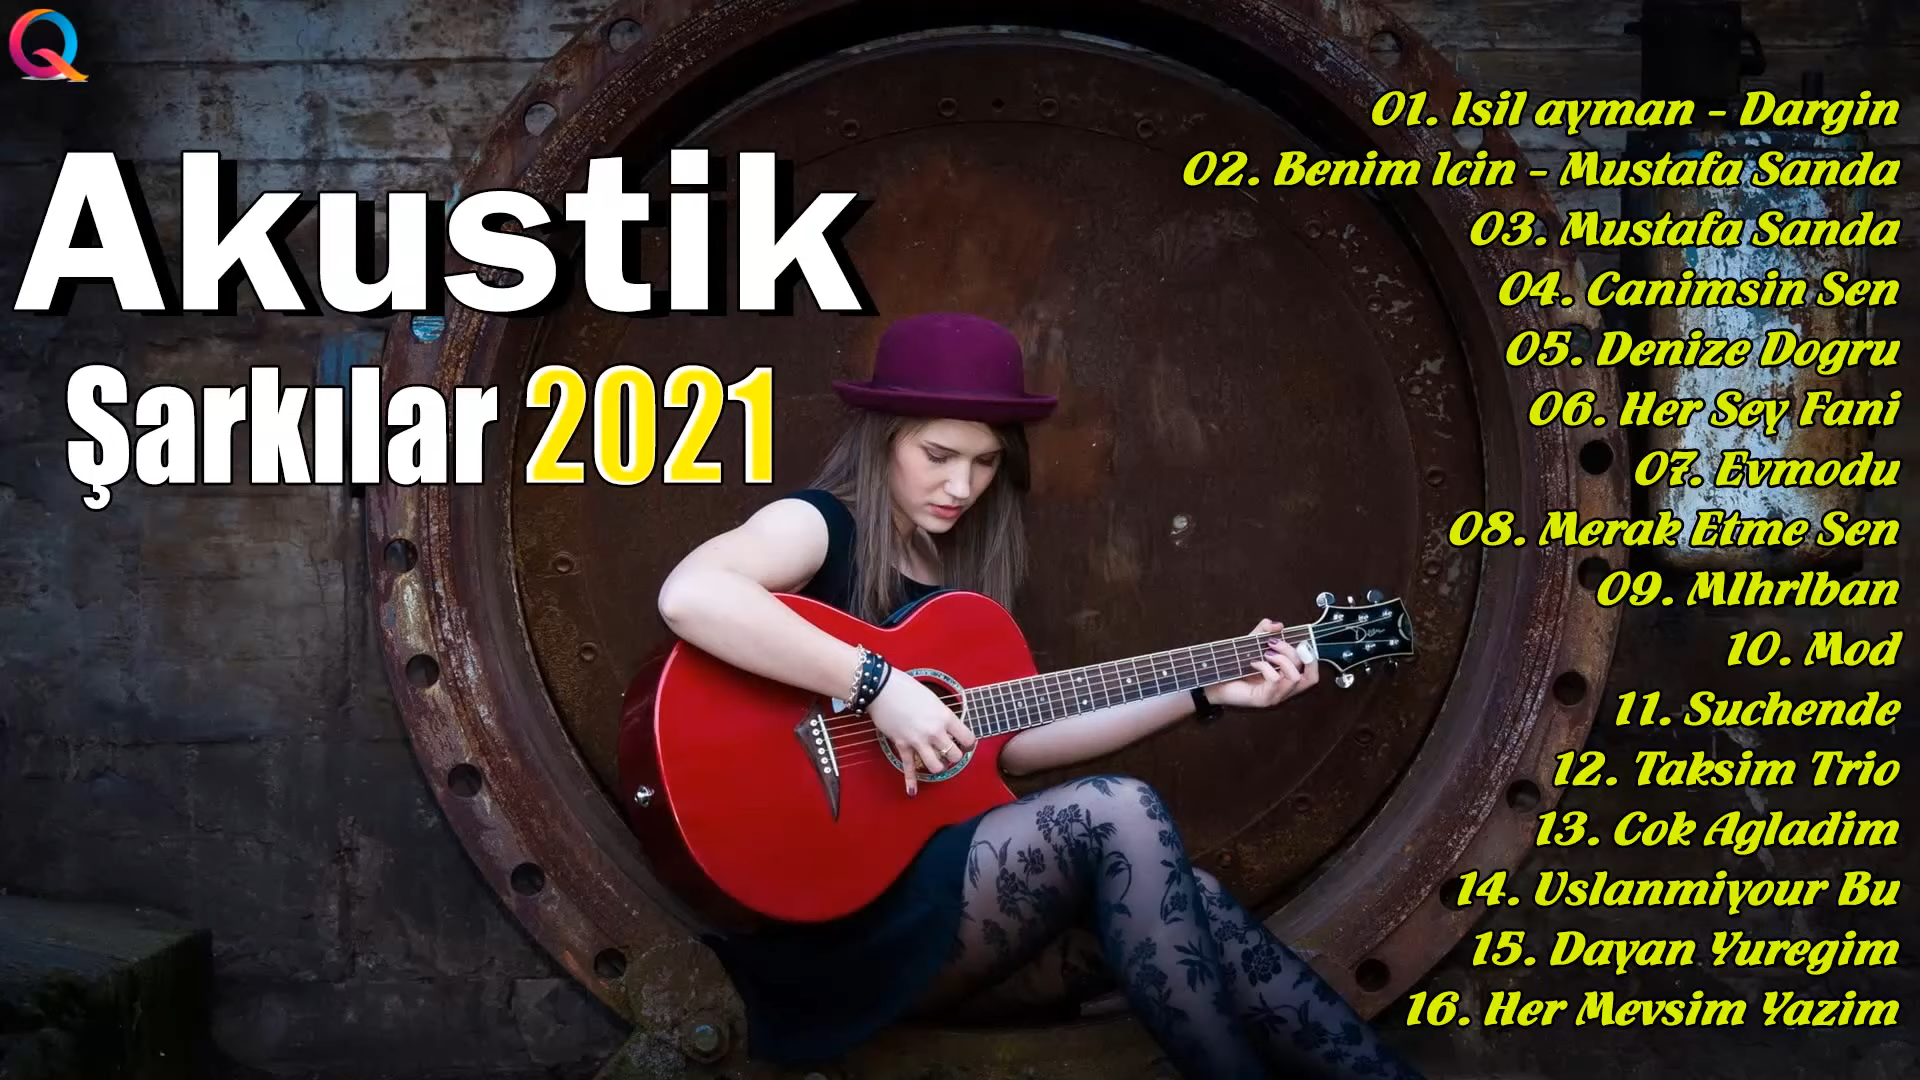 Akustik
Şarkılar 2021
01. Isil ayman - Dargin
02. Benim Icin - Mustafa Sanda
03. Mustafa Sanda
04. Canimsin Sen
05. Denize Dogru
06. Her Sey Fani
07. Evmodu
08. Merak Etme Sen
09. MIhrIban
10. Mod
11. Suchende
12. Taksim Trio
13. Cok Agladim
14. Uslanmiyour Bu
15. Dayan Yuregim
16. Her Mevsim Yazim
Dean